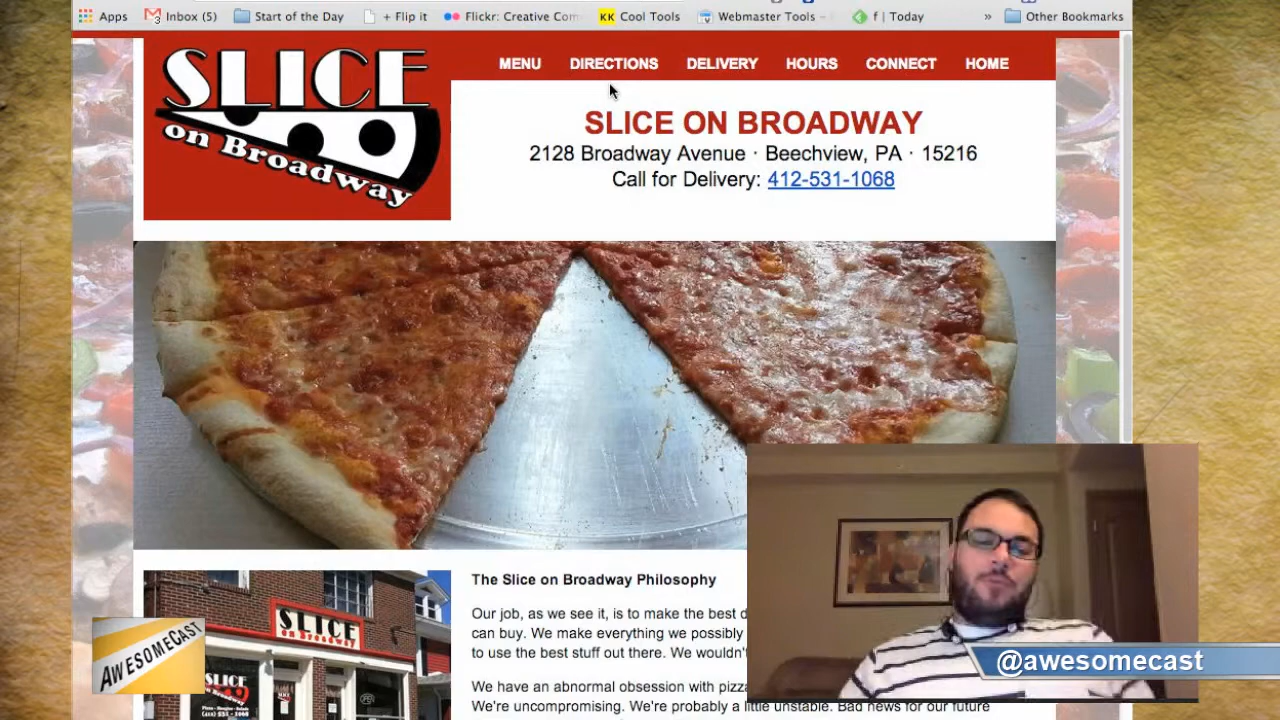 Apps Inbox (5) Start of the Day + Flip it Flickr: Creative Com KK Cool Tools Webmaster Tools - f | Today » Other Bookmarks
SLICE
on Broadway
MENU DIRECTIONS DELIVERY HOURS CONNECT HOME
SLICE ON BROADWAY
2128 Broadway Avenue · Beechview, PA · 15216
Call for Delivery: 412-531-1068
The Slice on Broadway Philosophy
Our job, as we see it, is to make the best d
can buy. We make everything we possibly
to use the best stuff out there. We wouldn't
We have an abnormal obsession with pizza
We're uncompromising. We're probably a little unstable. Bad news for our future
SLICE
on Broadway
SLICE
on Broadway
AWESOMECAST
@awesomecast